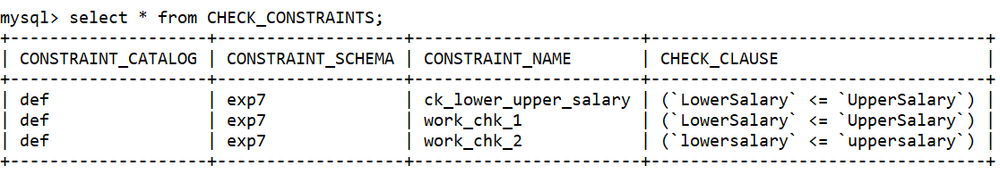 mysql> select * from CHECK_CONSTRAINTS;
+--------------------+-------------------+-----------------------+----------------------------------+
| CONSTRAINT_CATALOG | CONSTRAINT_SCHEMA | CONSTRAINT_NAME       | CHECK_CLAUSE                     |
+--------------------+-------------------+-----------------------+----------------------------------+
| def                | exp7              | ck_lower_upper_salary | (`LowerSalary` <= `UpperSalary`) |
| def                | exp7              | work_chk_1            | (`LowerSalary` <= `UpperSalary`) |
| def                | exp7              | work_chk_2            | (`lowersalary` <= `uppersalary`) |
+--------------------+-------------------+-----------------------+----------------------------------+